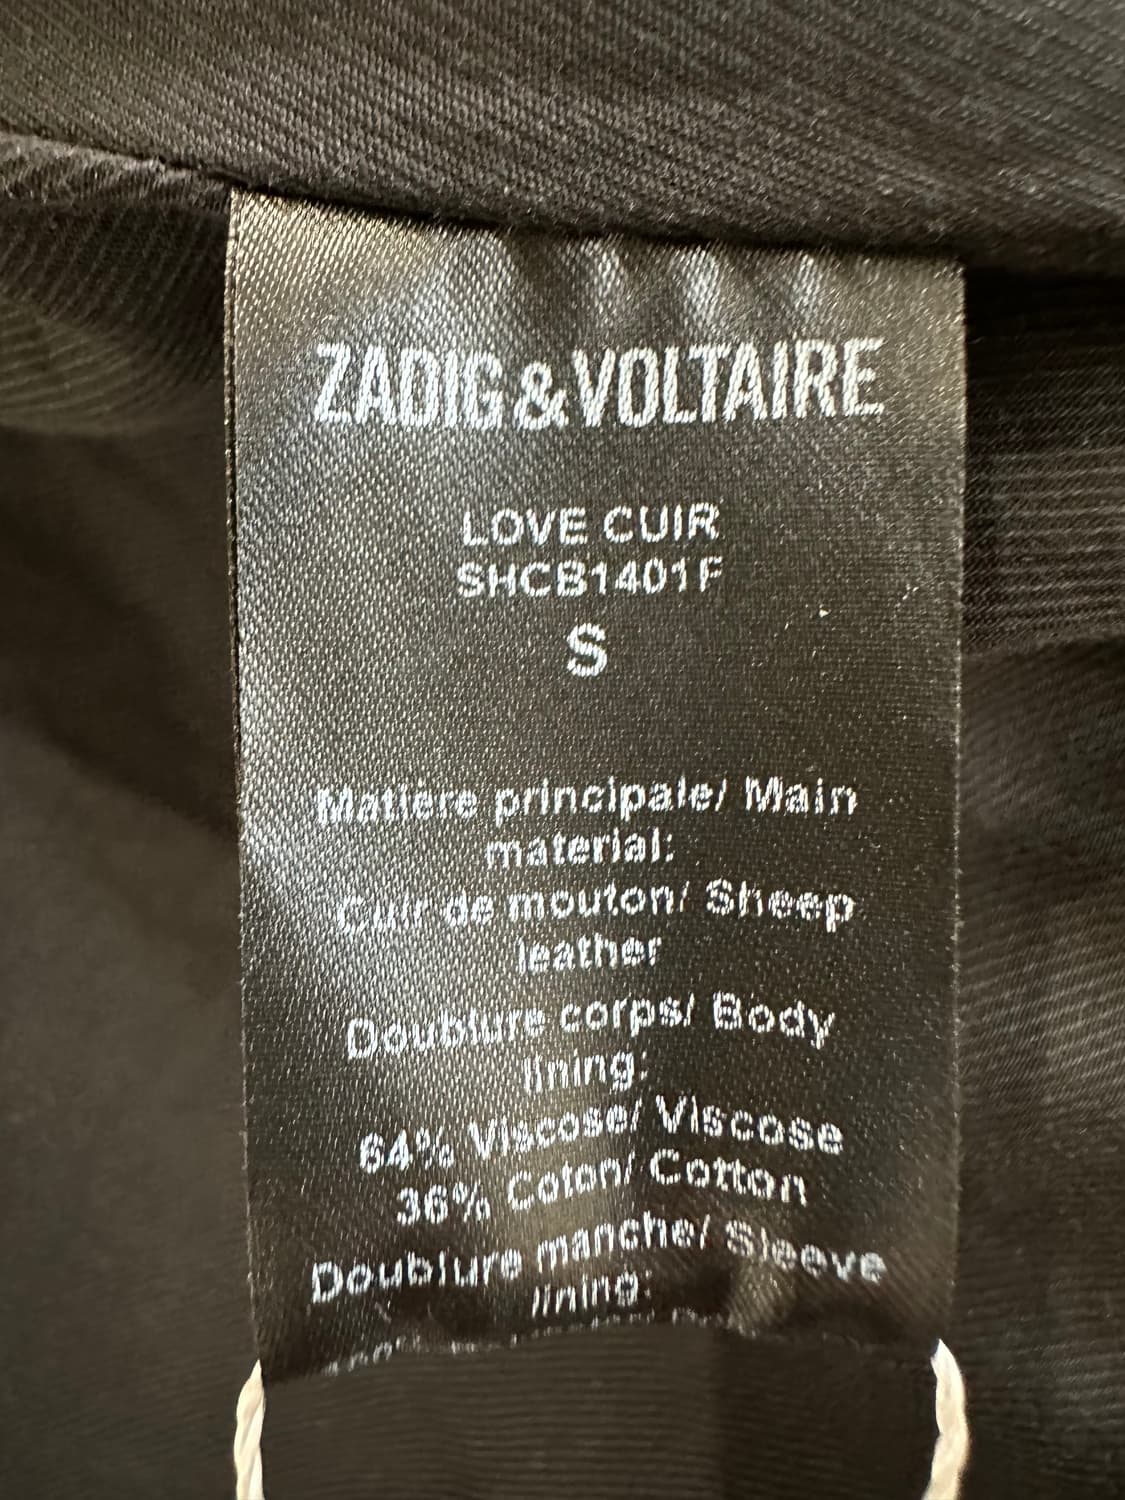 ZADIG&VOLTAIRE
LOVE CUIR
SHCB1401F
S
Matière principale/ Main
material:
Cuir de mouton/ Sheep
leather
Doublure corps/ Body
lining:
64% Viscose/ Viscose
36% Coton/ Cotton
Doublure manche/ Sleeve
lining: